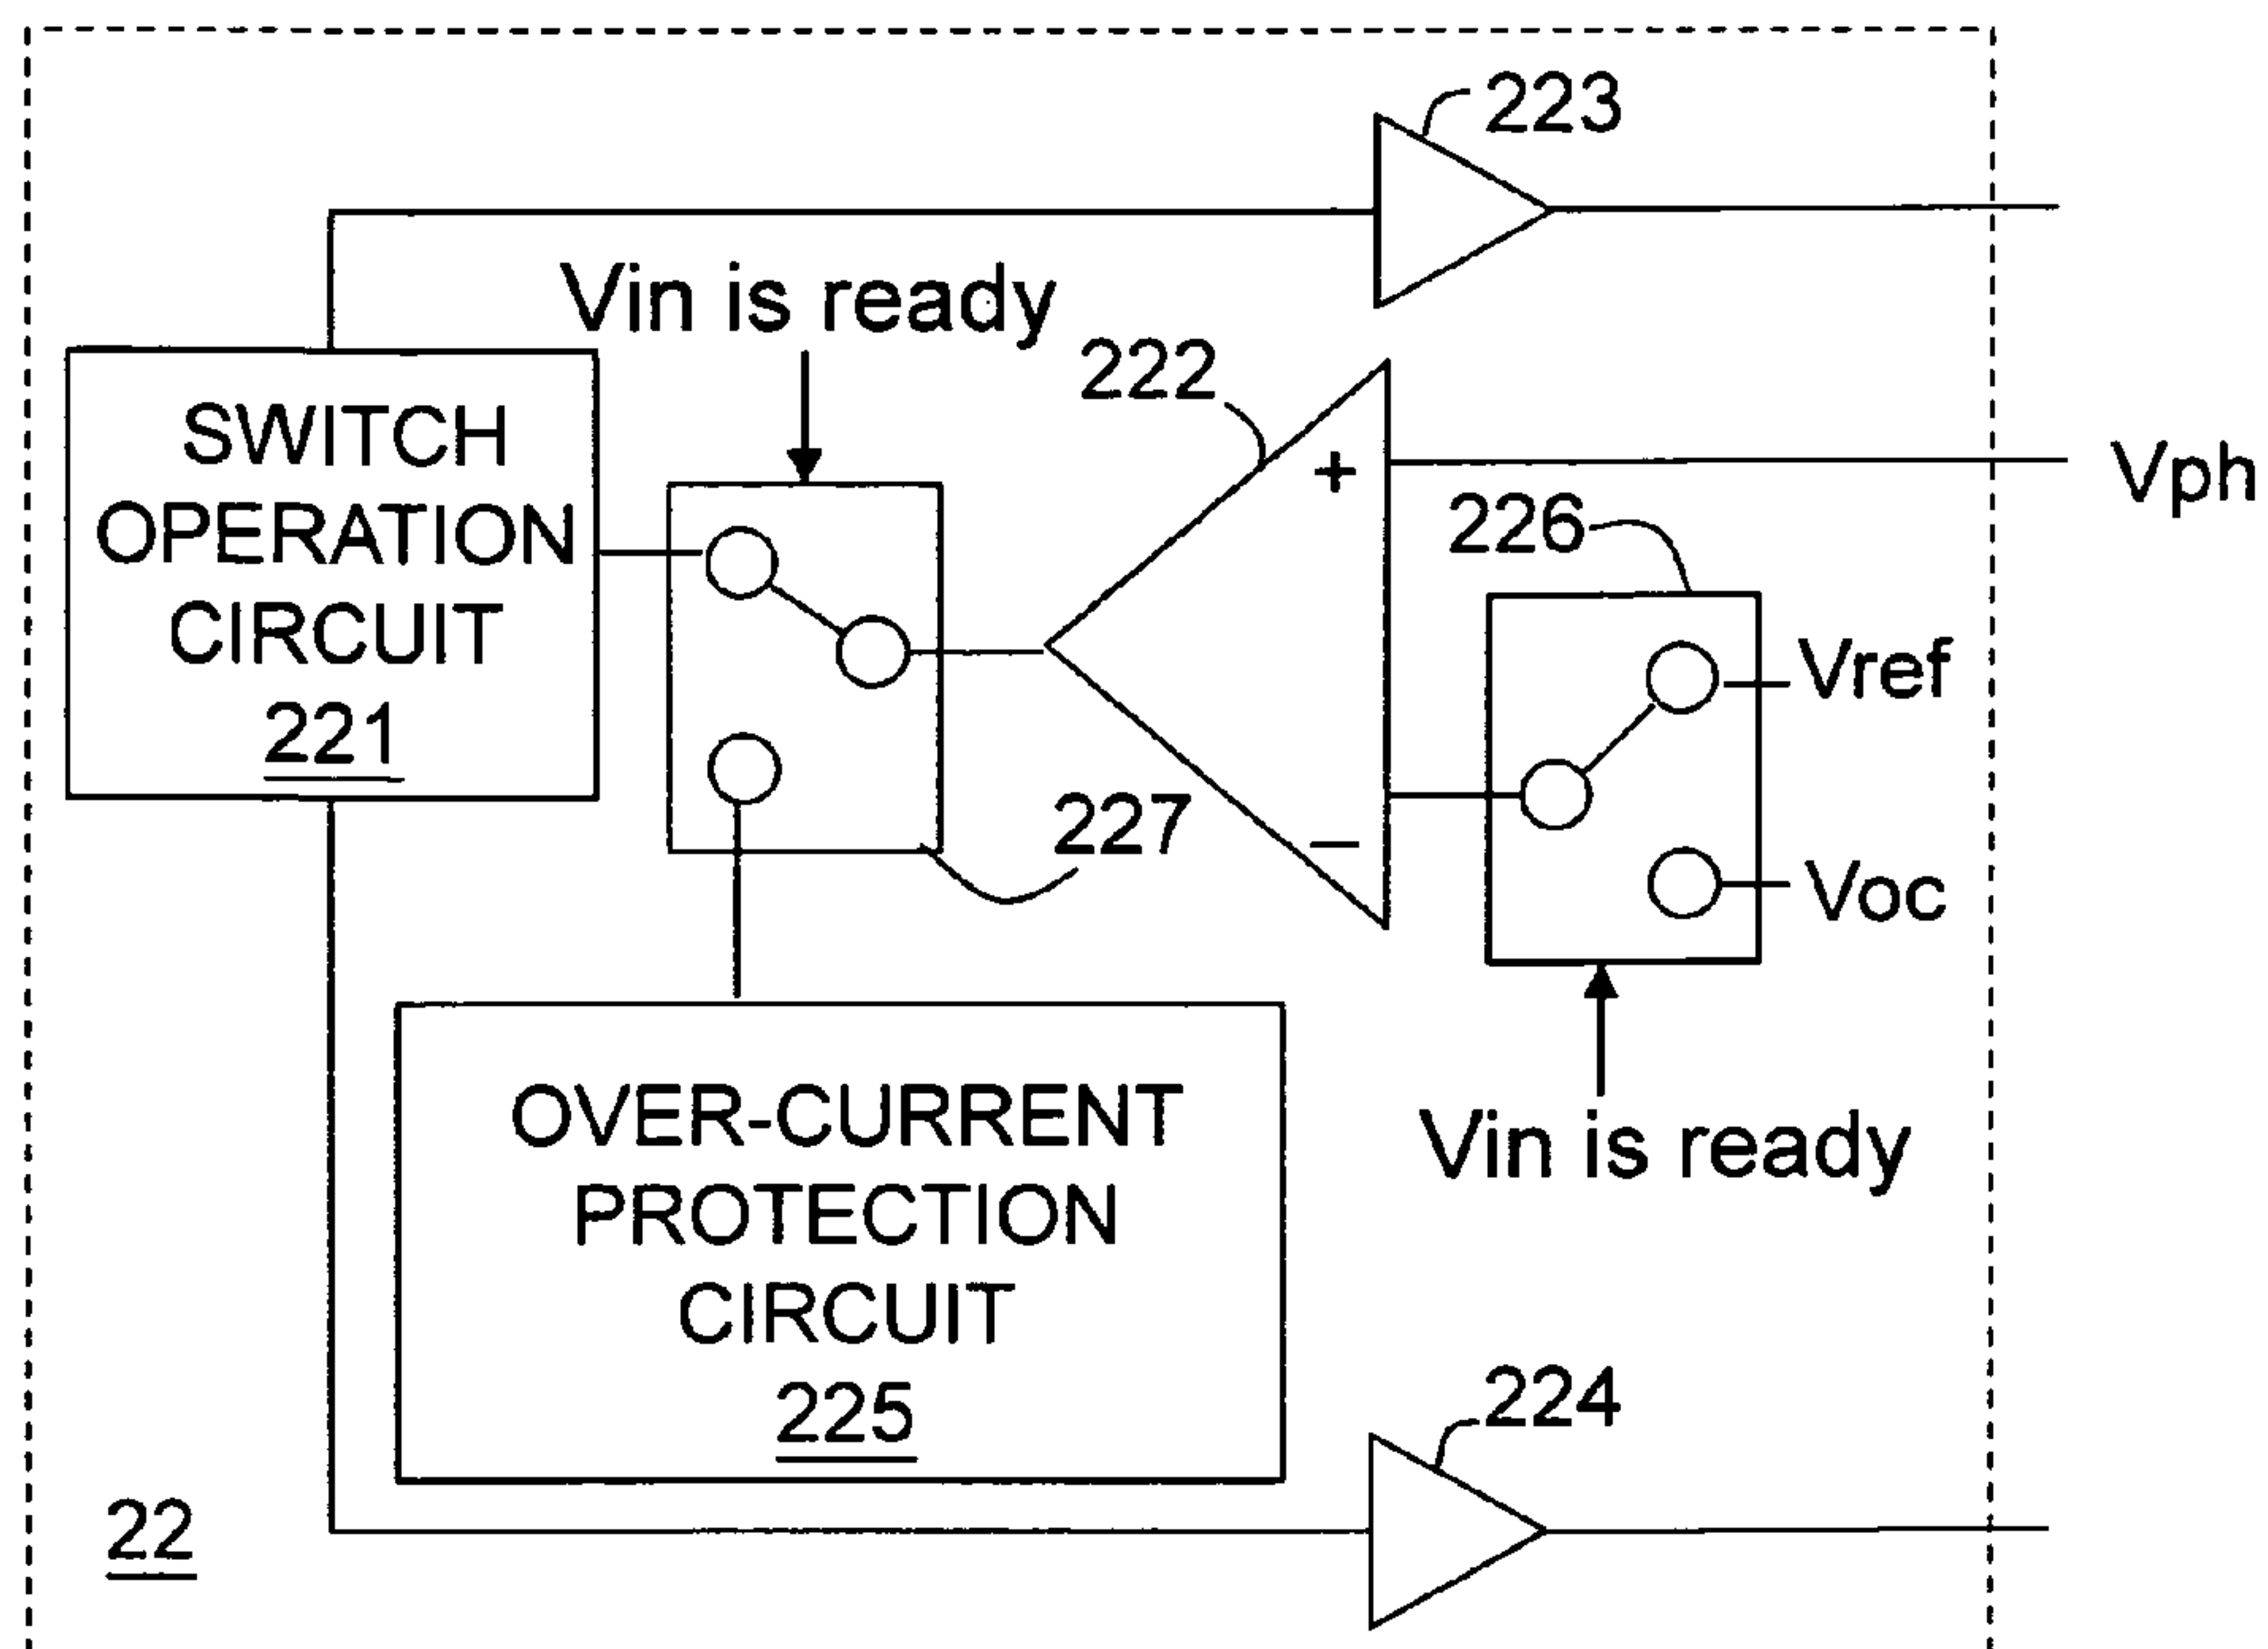 223
Vin is ready
222
+
Vph
SWITCH
OPERATION
CIRCUIT
221
226
Vref
227
−
Voc
OVER-CURRENT
PROTECTION
CIRCUIT
225
Vin is ready
224
22